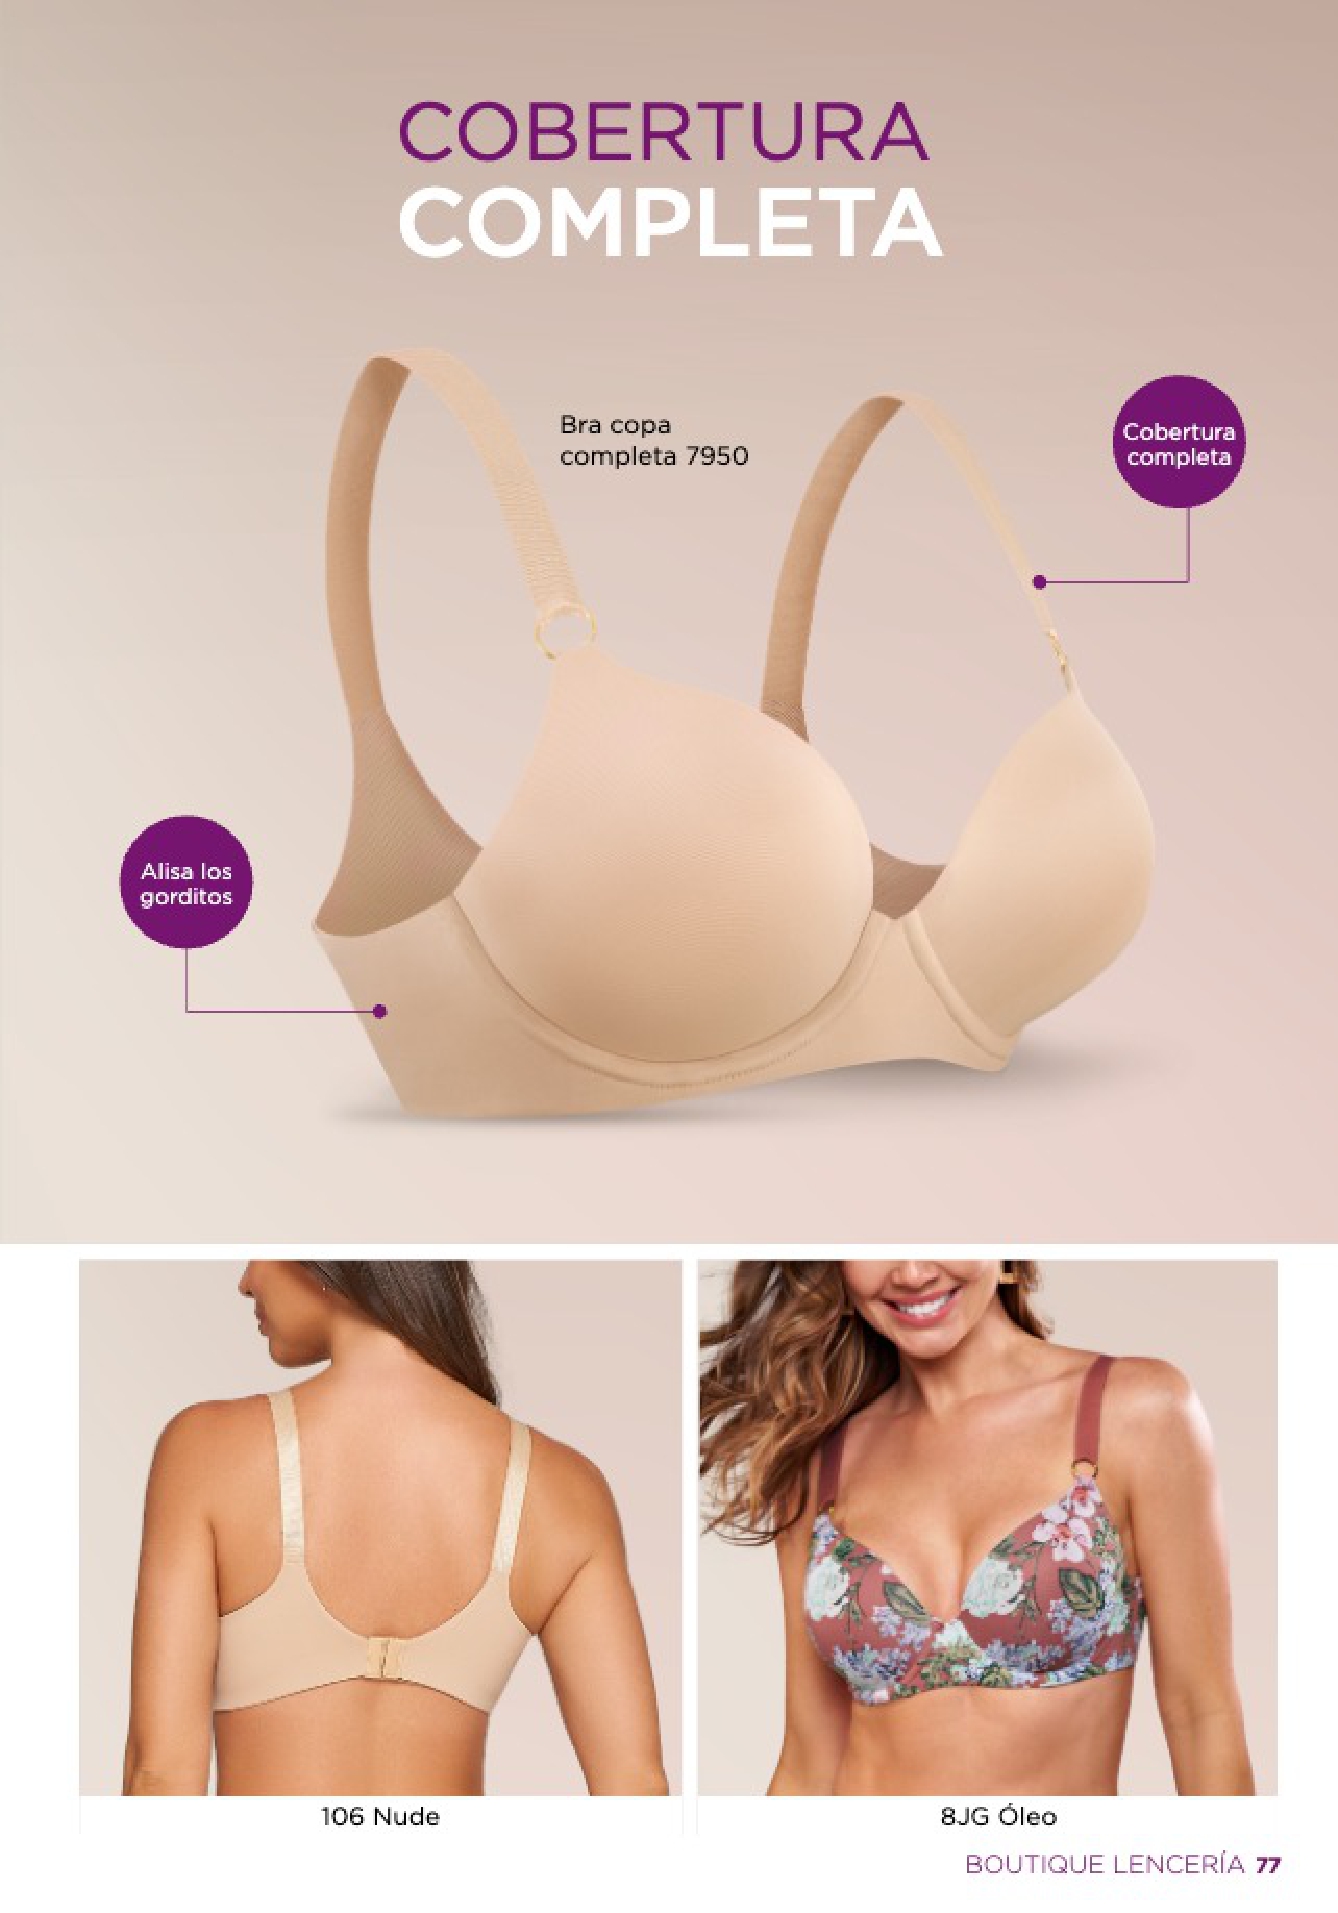 COBERTURA
COMPLETA
Bra copa
completa 7950
Cobertura
completa
Alisa los
gorditos
106 Nude
8JG Óleo
BOUTIQUE LENCERÍA 77